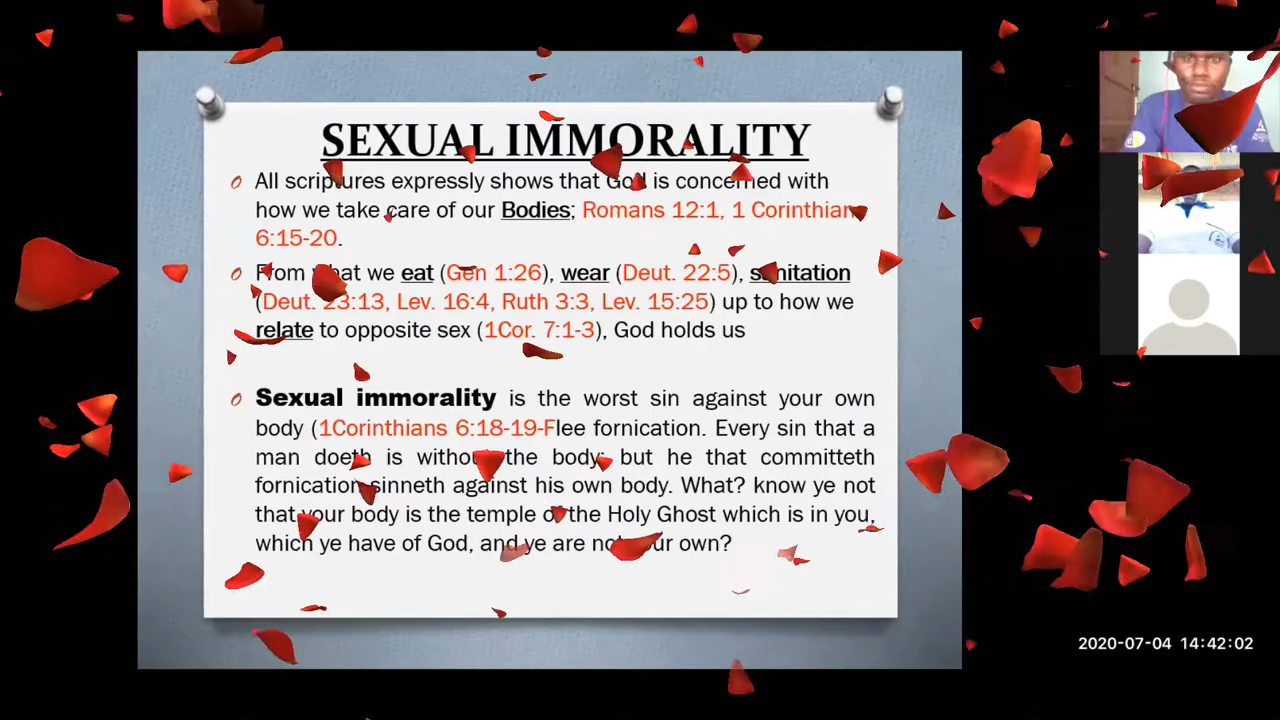 SEXUAL IMMORALITY
All scriptures expressly shows that God is concerned with
how we take care of our Bodies; Romans 12:1, 1 Corinthians
6:15-20.
From what we eat (Gen 1:26), wear (Deut. 22:5), sanitation
(Deut. 23:13, Lev. 16:4, Ruth 3:3, Lev. 15:25) up to how we
relate to opposite sex (1Cor. 7:1-3), God holds us
Sexual immorality is the worst sin against your own
body (1Corinthians 6:18-19-Flee fornication. Every sin that a
man doeth is without the body; but he that committeth
fornication sinneth against his own body. What? know ye not
that your body is the temple of the Holy Ghost which is in you,
which ye have of God, and ye are not your own?
2020-07-04 14:42:02